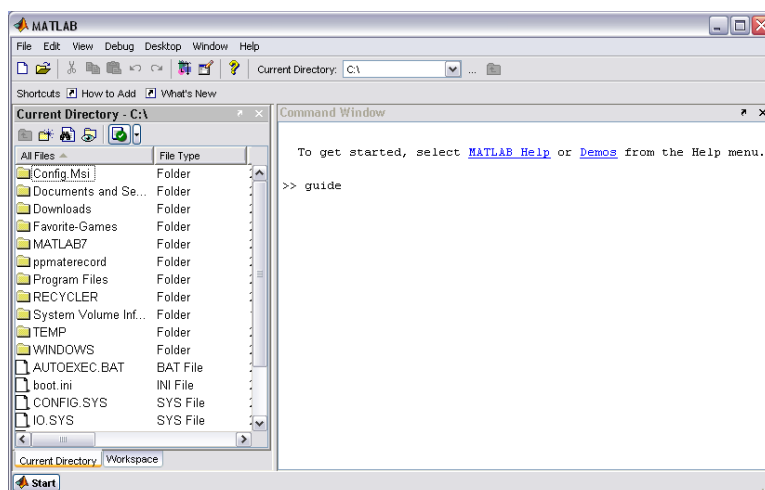 MATLAB
File Edit View Debug Desktop Window Help
Current Directory: C:\ ...
Shortcuts How to Add What's New
Current Directory - C:\
All Files File Type
Config.Msi Folder
Documents and Se... Folder
Downloads Folder
Favorite-Games Folder
MATLAB7 Folder
ppmaterecord Folder
Program Files Folder
RECYCLER Folder
System Volume Inf... Folder
TEMP Folder
WINDOWS Folder
AUTOEXEC.BAT BAT File
boot.ini INI File
CONFIG.SYS SYS File
IO.SYS SYS File
Current Directory Workspace
Command Window
To get started, select MATLAB Help or Demos from the Help menu.
>> guide
Start